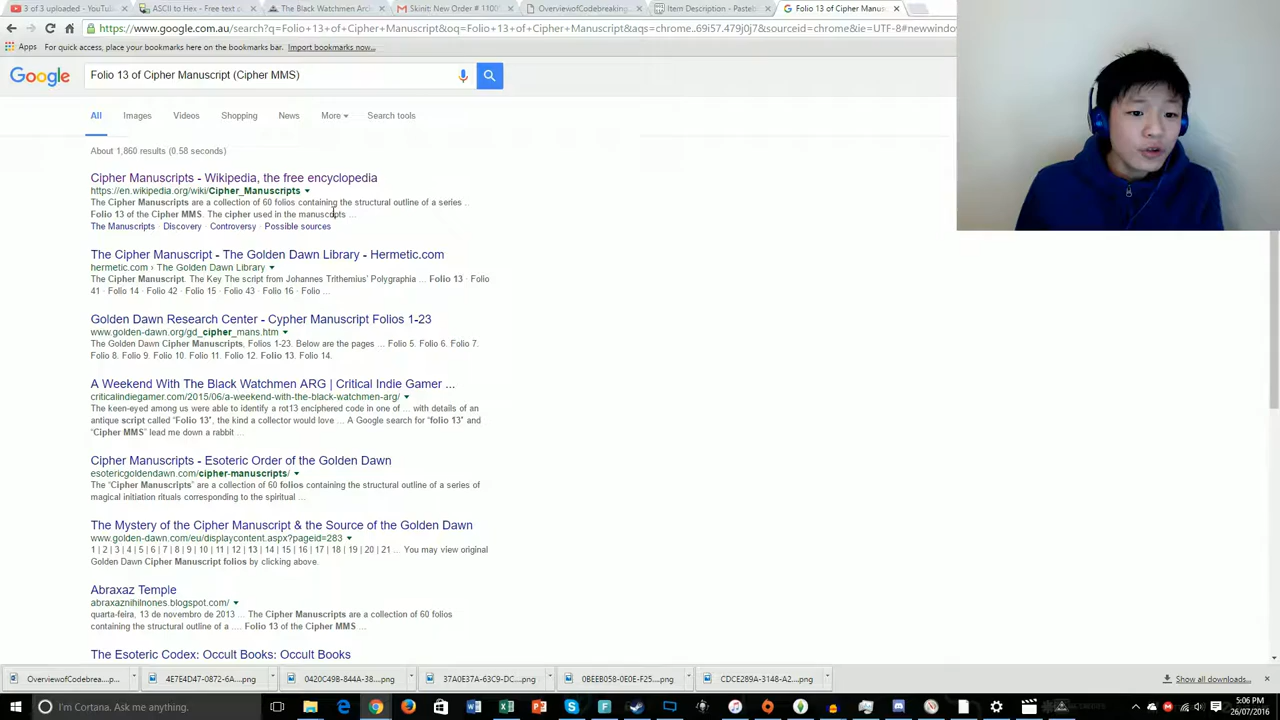 3 of 3 uploaded - YouTube
ASCII to Hex - Free text
The Black Watchmen Arc
Skinit: New Order # 1100
OverviewofCodebreaking
Item Description - Pasteb
Folio 13 of Cipher Manus
https://www.google.com.au/search?q=Folio+13+of+Cipher+Manuscript&oq=Folio+13+of+Cipher+Manuscript&aqs=chrome..69i57.479j0j7&sourceid=chrome&ie=UTF-8#newwindo
Apps For quick access, place your bookmarks here on the bookmarks bar. Import bookmarks now...
Google
Folio 13 of Cipher Manuscript (Cipher MMS)
All Images Videos Shopping News More Search tools
About 1,860 results (0.58 seconds)
Cipher Manuscripts - Wikipedia, the free encyclopedia
https://en.wikipedia.org/wiki/Cipher_Manuscripts
The Cipher Manuscripts are a collection of 60 folios containing the structural outline of a series ..
Folio 13 of the Cipher MMS. The cipher used in the manuscripts ...
The Manuscripts · Discovery · Controversy · Possible sources
The Cipher Manuscript - The Golden Dawn Library - Hermetic.com
hermetic.com › The Golden Dawn Library
The Cipher Manuscript. The Key The script from Johannes Trithemius' Polygraphia ... Folio 13 · Folio
41 · Folio 14 · Folio 42 · Folio 15 · Folio 43 · Folio 16 · Folio ...
Golden Dawn Research Center - Cypher Manuscript Folios 1-23
www.golden-dawn.org/gd_cipher_mans.htm
The Golden Dawn Cipher Manuscripts, Folios 1-23. Below are the pages ... Folio 5. Folio 6. Folio 7.
Folio 8. Folio 9. Folio 10. Folio 11. Folio 12. Folio 13. Folio 14.
A Weekend With The Black Watchmen ARG | Critical Indie Gamer ...
criticalindiegamer.com/2015/06/a-weekend-with-the-black-watchmen-arg/
The keen-eyed among us were able to identify a rot13 enciphered code in one of ... with details of an
antique script called "Folio 13", the kind a collector would love ... A Google search for "folio 13" and
"Cipher MMS" lead me down a rabbit ...
Cipher Manuscripts - Esoteric Order of the Golden Dawn
esotericgoldendawn.com/cipher-manuscripts/
The "Cipher Manuscripts" are a collection of 60 folios containing the structural outline of a series of
magical initiation rituals corresponding to the spiritual ...
The Mystery of the Cipher Manuscript & the Source of the Golden Dawn
www.golden-dawn.com/eu/displaycontent.aspx?pageid=283
1 | 2 | 3 | 4 | 5 | 6 | 7 | 8 | 9 | 10 | 11 | 12 | 13 | 14 | 15 | 16 | 17 | 18 | 19 | 20 | 21 ... You may view original
Golden Dawn Cipher Manuscript folios by clicking above.
Abraxaz Temple
abraxaznihilnones.blogspot.com/
quarta-feira, 13 de novembro de 2013 ... The Cipher Manuscripts are a collection of 60 folios
containing the structural outline of a .... Folio 13 of the Cipher MMS ...
The Esoteric Codex: Occult Books: Occult Books
OverviewofCodebrea....p...
4E7E4D47-0872-6A....png
0420C49B-844A-38....png
37A0E37A-63C9-DC....png
0BEEB058-0E0E-F25....png
CDCE289A-3148-A2....png
Show all downloads...
I'm Cortana. Ask me anything.
5:06 PM
26/07/2016